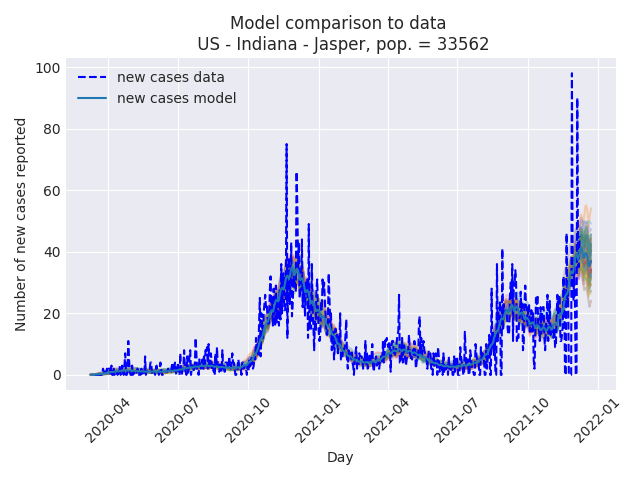 Model comparison to data
US - Indiana - Jasper, pop. = 33562
new cases data
new cases model
Number of new cases reported
100
80
60
40
20
0
2020-04
2020-07
2020-10
2021-01
2021-04
2021-07
2021-10
2022-01
Day